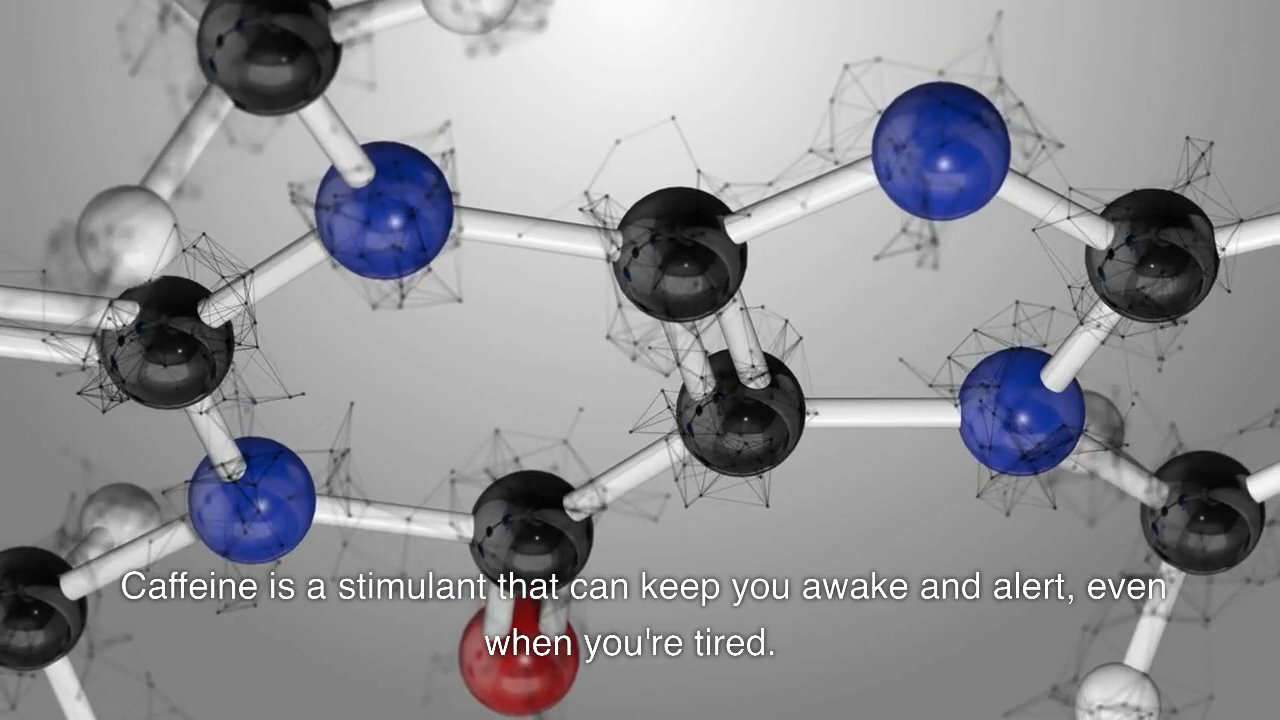 Caffeine is a stimulant that can keep you awake and alert, even
when you're tired.